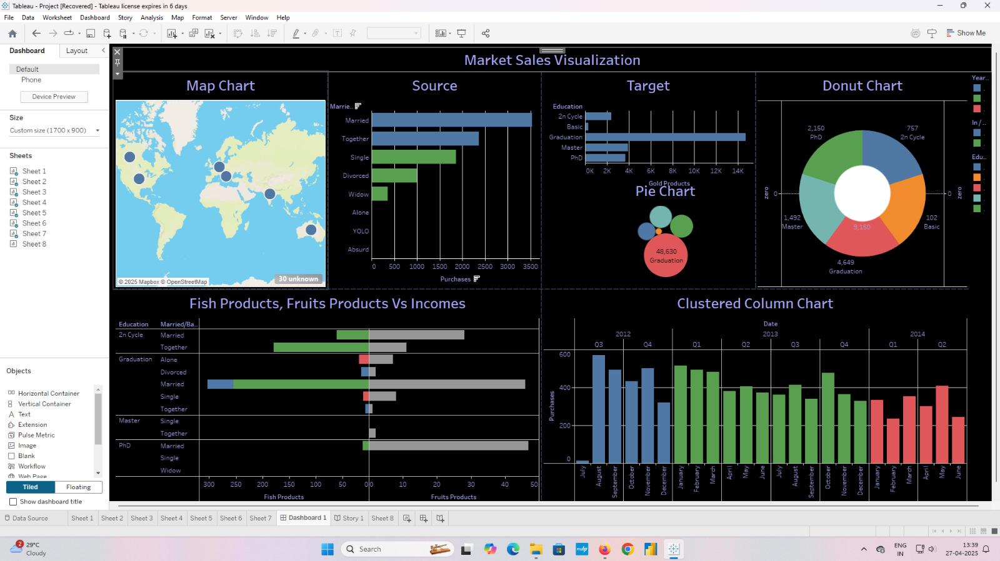 Tableau - Project [Recovered] - Tableau license expires in 6 days
File Data Worksheet Dashboard Story Analysis Map Format Server Window Help
Show Me
Dashboard Layout
Default
Phone
Device Preview
Size
Custom size (1700 x 900)
Sheets
Sheet 1
Sheet 2
Sheet 3
Sheet 4
Sheet 5
Sheet 6
Sheet 7
Sheet 8
Objects
Horizontal Container
Vertical Container
Text
Extension
Pulse Metric
Image
Blank
Workflow
Web Page
Tiled Floating
Show dashboard title
Market Sales Visualization
Map Chart
© 2025 Mapbox © OpenStreetMap
30 unknown
Source
Marrie..
Married
Together
Single
Divorced
Widow
Alone
YOLO
Absurd
0 500 1000 1500 2000 2500 3000 3500
Purchases
Target
Education
2n Cycle
Basic
Graduation
Master
PhD
0K 2K 4K 6K 8K 10K 12K 14K
Gold Products
Pie Chart
48,630
Graduation
Donut Chart
2,150
PhD
757
2n Cycle
zero 0
0 zero
1,492
Master
9,150
102
Basic
4,649
Graduation
Year..
In / ..
Edu..
Fish Products, Fruits Products Vs Incomes
Education Married/Ba..
2n Cycle Married
Together
Graduation Alone
Divorced
Married
Single
Together
Master Single
Together
PhD Married
Single
Widow
300 250 200 150 100 50 0 0 10 20 30 40 50
Fish Products Fruits Products
Clustered Column Chart
Date
2012 2013 2014
Q3 Q4 Q1 Q2 Q3 Q4 Q1 Q2
600
400
200
0
Purchases
July August September October November December January February March April May June July August September October November December January February March April May June
Data Source Sheet 1 Sheet 2 Sheet 3 Sheet 4 Sheet 5 Sheet 6 Sheet 7 Dashboard 1 Story 1 Sheet 8
2
29°C
Cloudy
Search
ENG
IN
13:39
27-04-2025